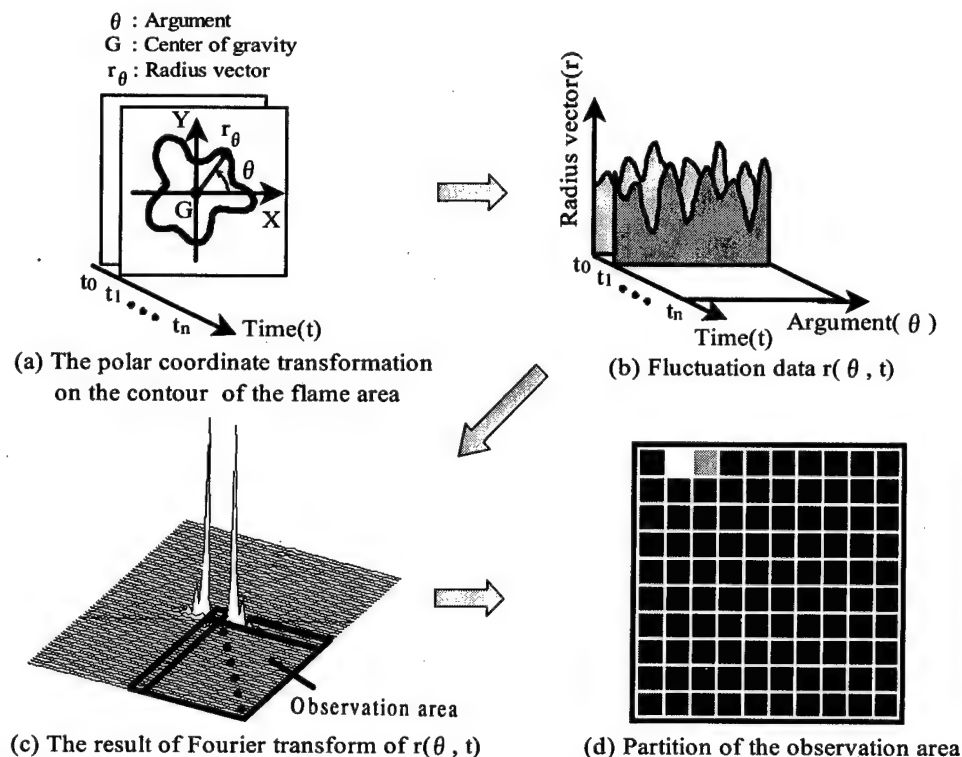 θ : Argument
G : Center of gravity
rθ : Radius vector
Y
rθ
θ
G
X
t0
t1
tn
Time(t)
(a) The polar coordinate transformation
on the contour of the flame area
Radius vector(r)
t0
t1
tn
Time(t)
Argument( θ )
(b) Fluctuation data r( θ , t)
Observation area
(c) The result of Fourier transform of r(θ , t)
(d) Partition of the observation area